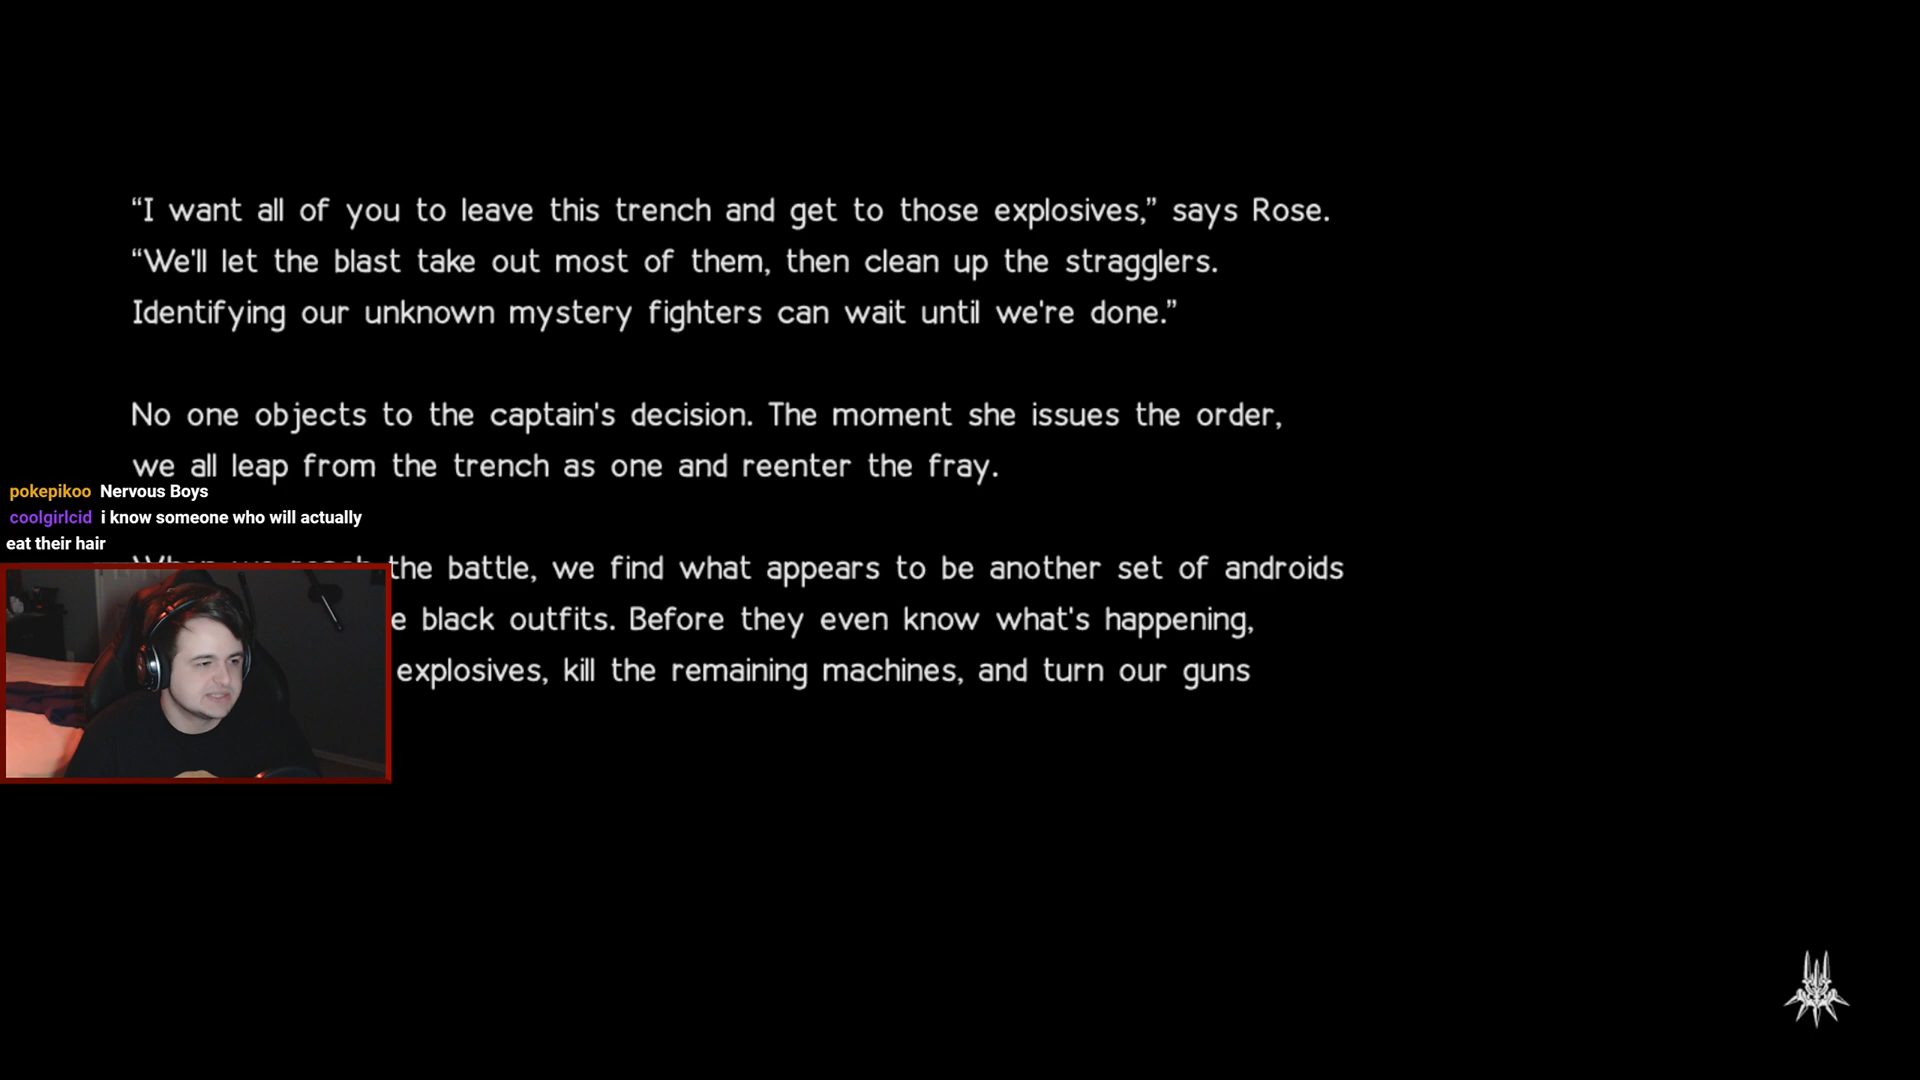 “I want all of you to leave this trench and get to those explosives,” says Rose.
“We'll let the blast take out most of them, then clean up the stragglers.
Identifying our unknown mystery fighters can wait until we're done.”
No one objects to the captain's decision. The moment she issues the order,
we all leap from the trench as one and reenter the fray.
pokepikoo Nervous Boys
coolgirlcid i know someone who will actually
eat their hair
When we reach the battle, we find what appears to be another set of androids
black outfits. Before they even know what's happening,
explosives, kill the remaining machines, and turn our guns